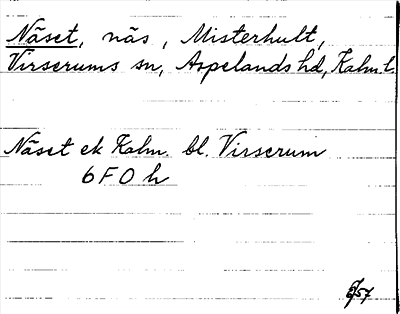 Näset, näs, Misterhult,
Virserums sn, Aspelands hd, Kalm. l.
Näset ek Kalm. bl. Virserum
6 F 0 h